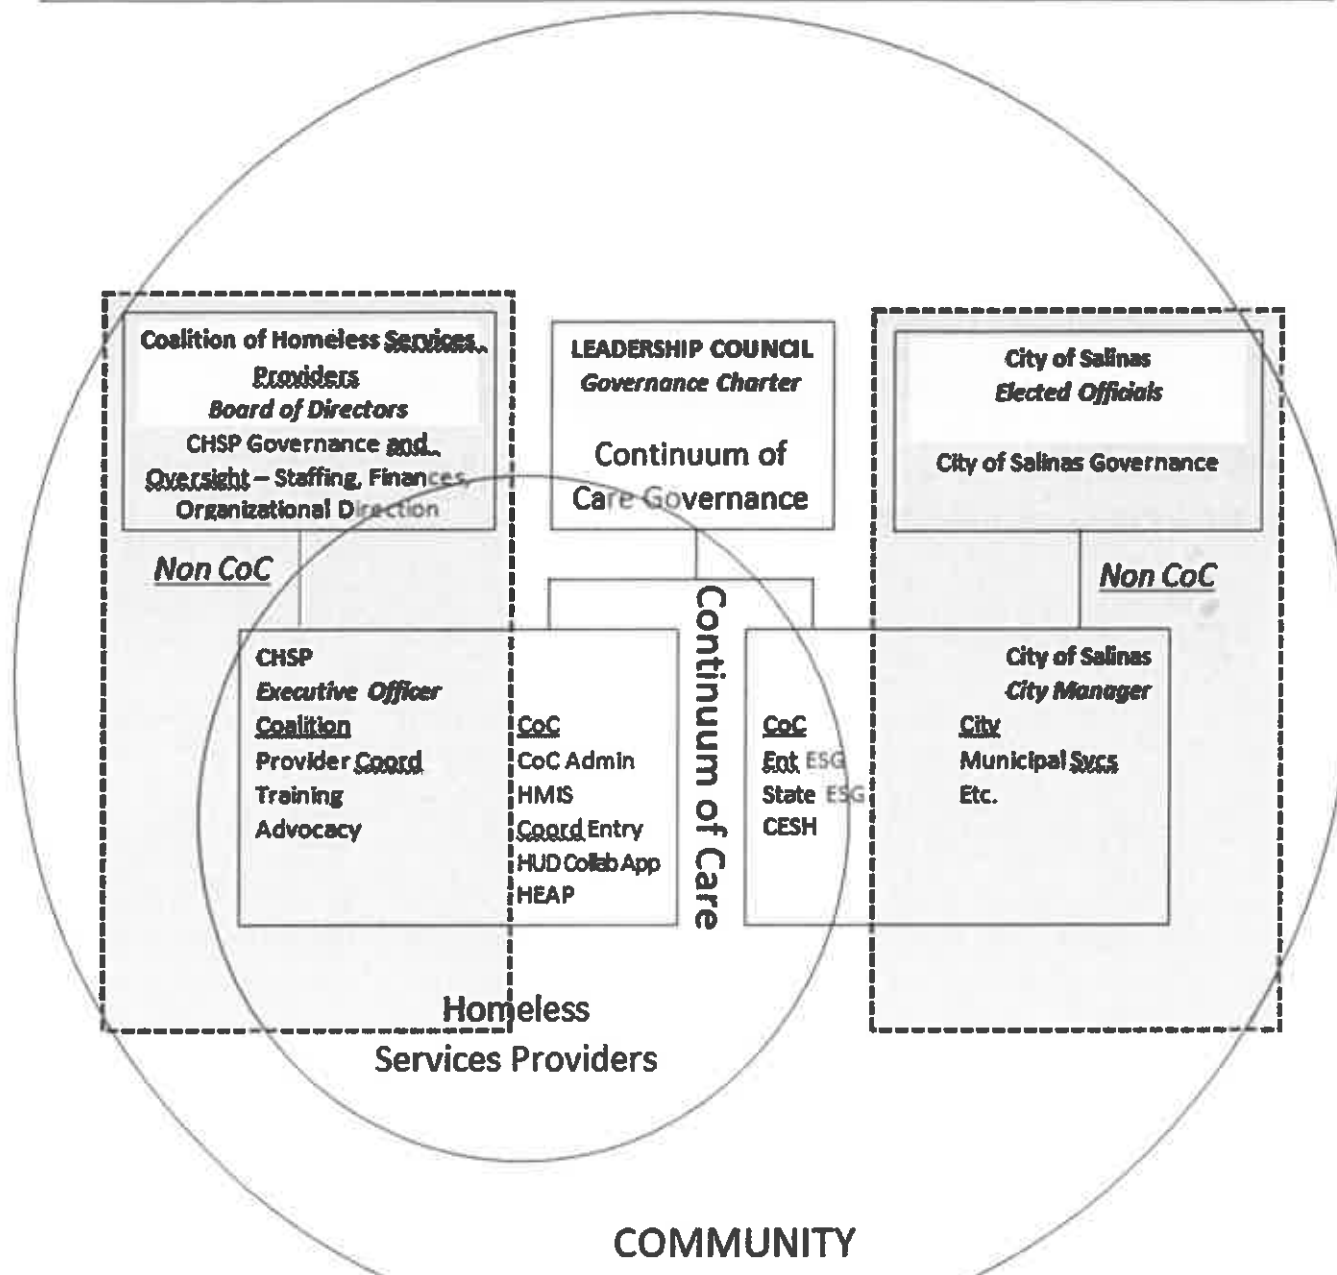 Coalition of Homeless Services
Providers
Board of Directors
CHSP Governance and
Oversight – Staffing, Finances,
Organizational Direction
Non CoC
LEADERSHIP COUNCIL
Governance Charter
Continuum of
Care Governance
City of Salinas
Elected Officials
City of Salinas Governance
Non CoC
CHSP
Executive Officer
Coalition
Provider Coord
Training
Advocacy
CoC
CoC Admin
HMIS
Coord Entry
HUD Collab App
HEAP
Continuum of Care
CoC
Ent ESG
State ESG
CESH
City of Salinas
City Manager
City
Municipal Svcs
Etc.
Homeless
Services Providers
COMMUNITY